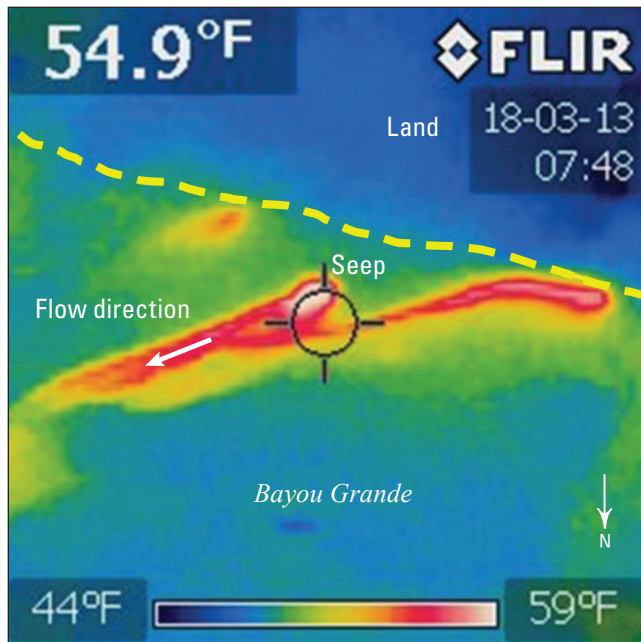 54.9°F
FLIR
Land
18-03-13
07:48
Seep
Flow direction
Bayou Grande
N
44°F
59°F